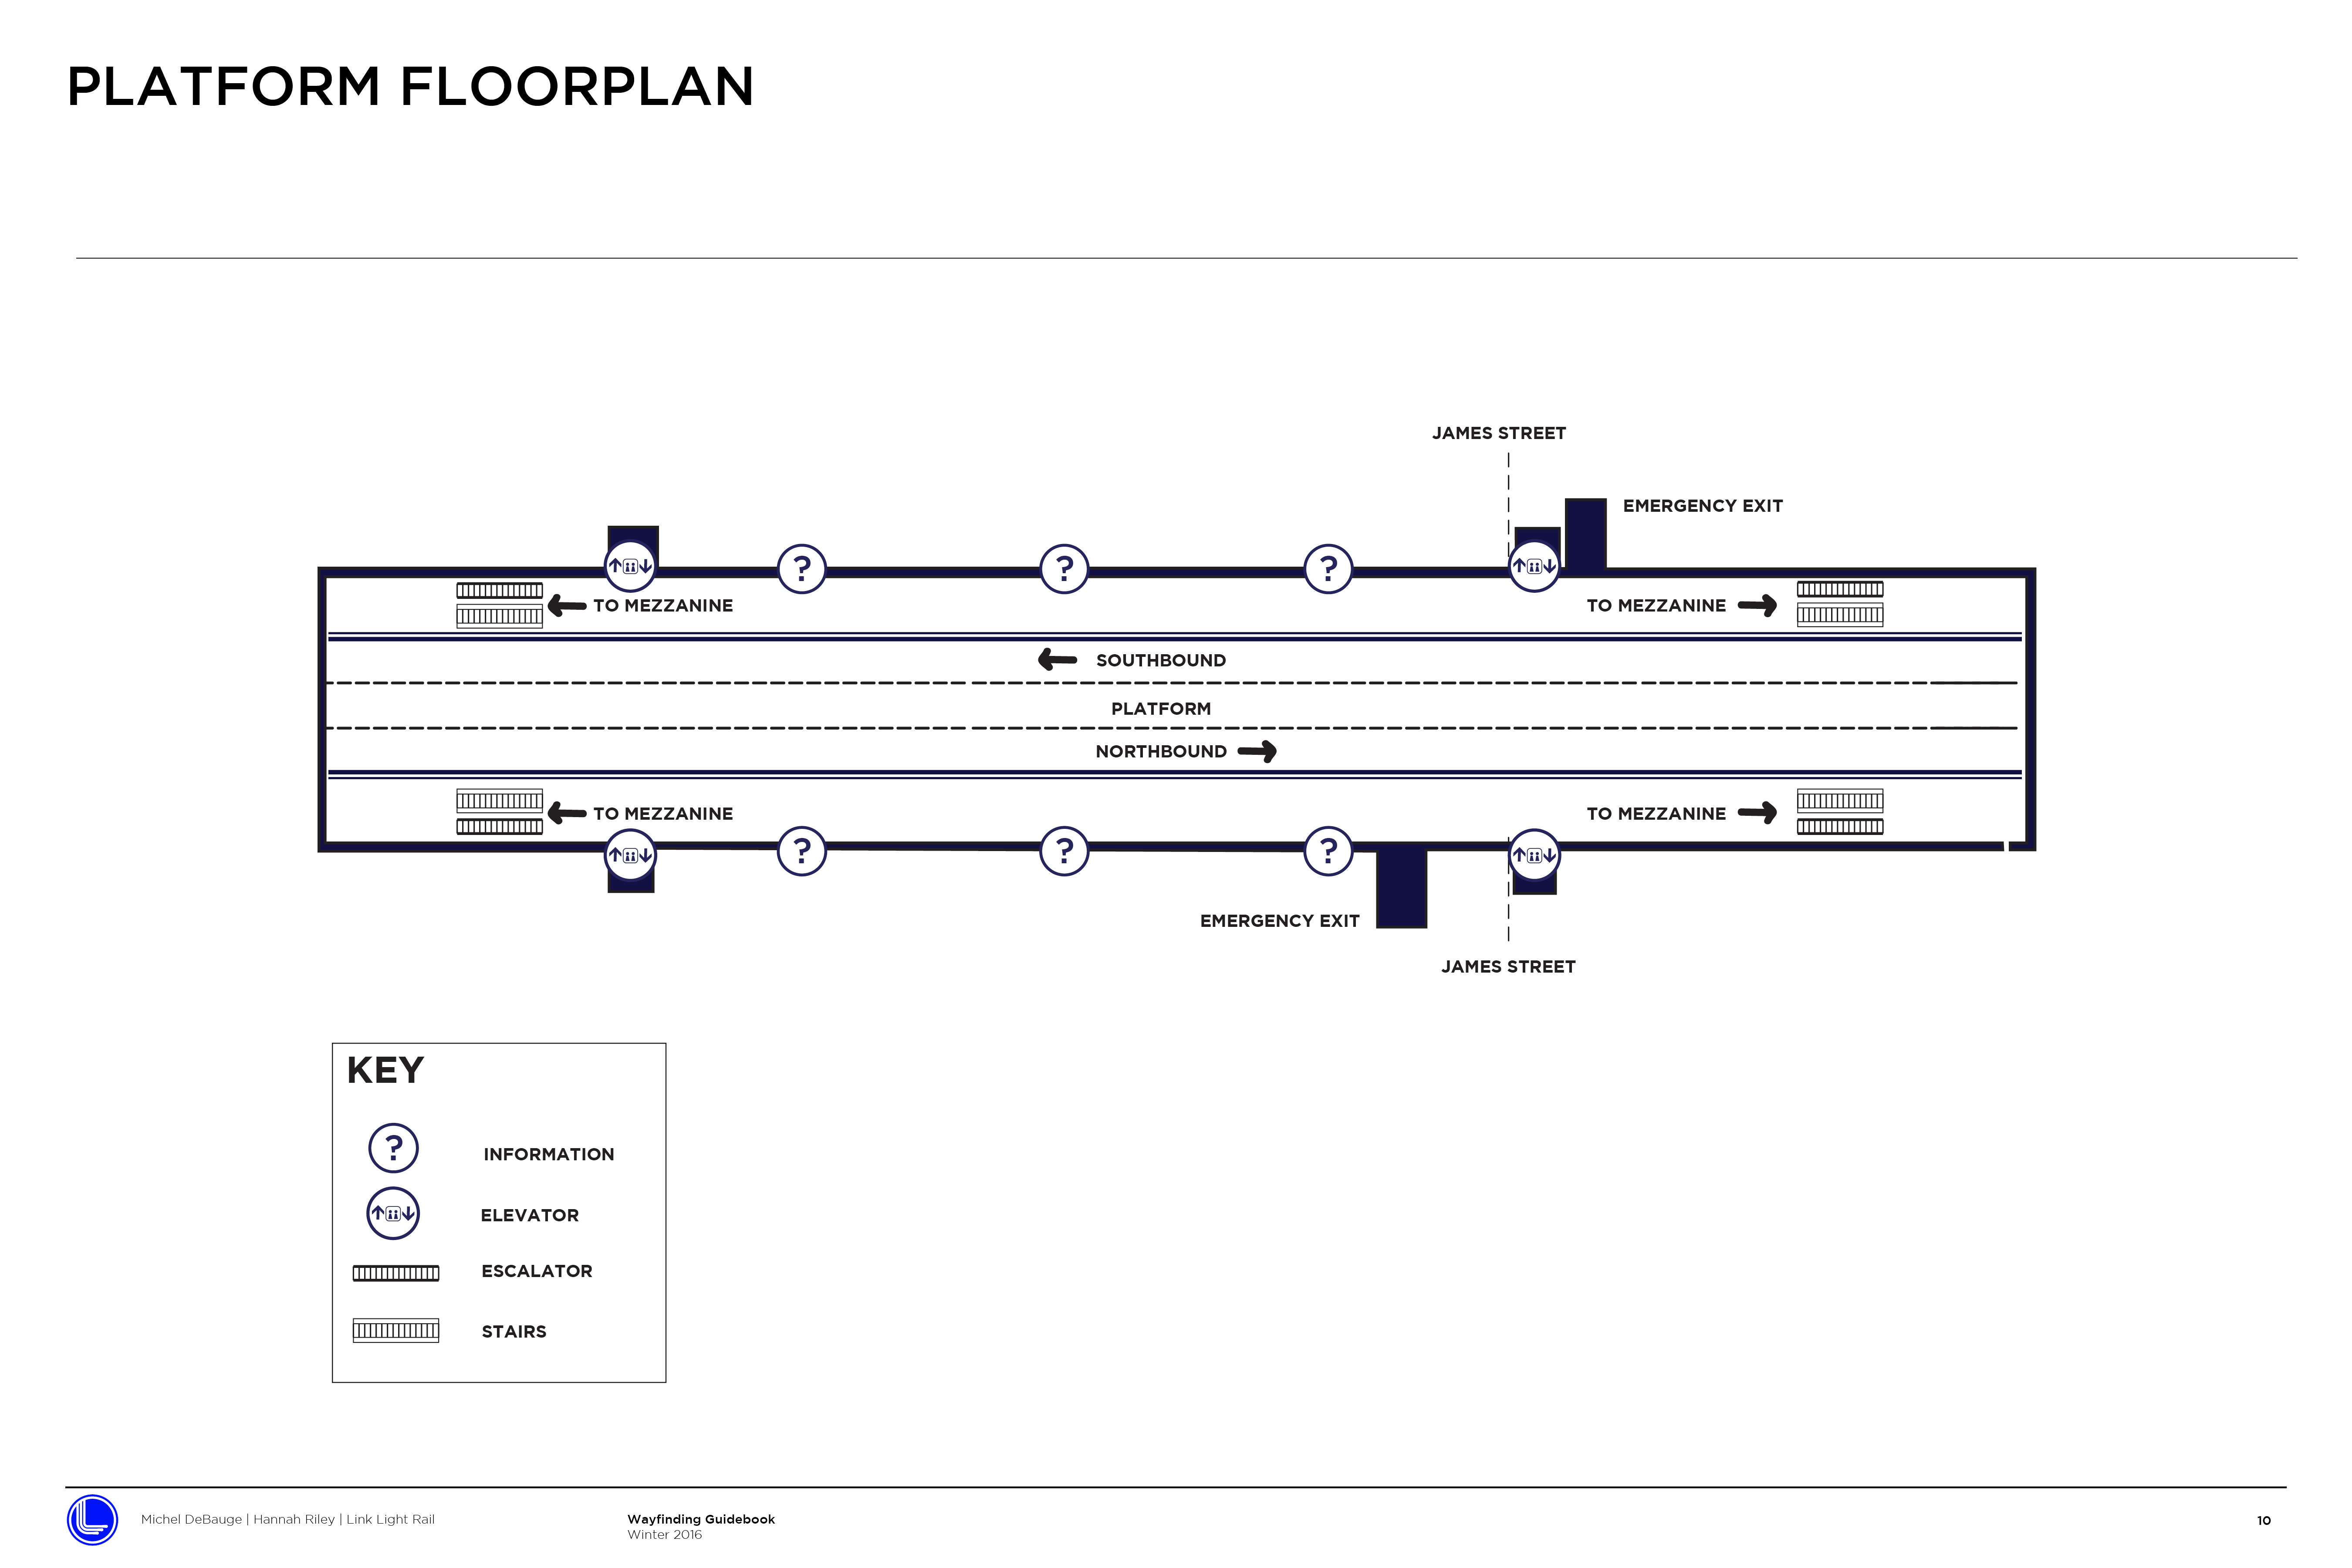 PLATFORM FLOORPLAN
JAMES STREET
EMERGENCY EXIT
? ? ?
TO MEZZANINE
TO MEZZANINE
SOUTHBOUND
PLATFORM
NORTHBOUND
TO MEZZANINE
TO MEZZANINE
? ? ?
EMERGENCY EXIT
JAMES STREET
KEY
? INFORMATION
ELEVATOR
ESCALATOR
STAIRS
Michel DeBauge | Hannah Riley | Link Light Rail
Wayfinding Guidebook
Winter 2016
10